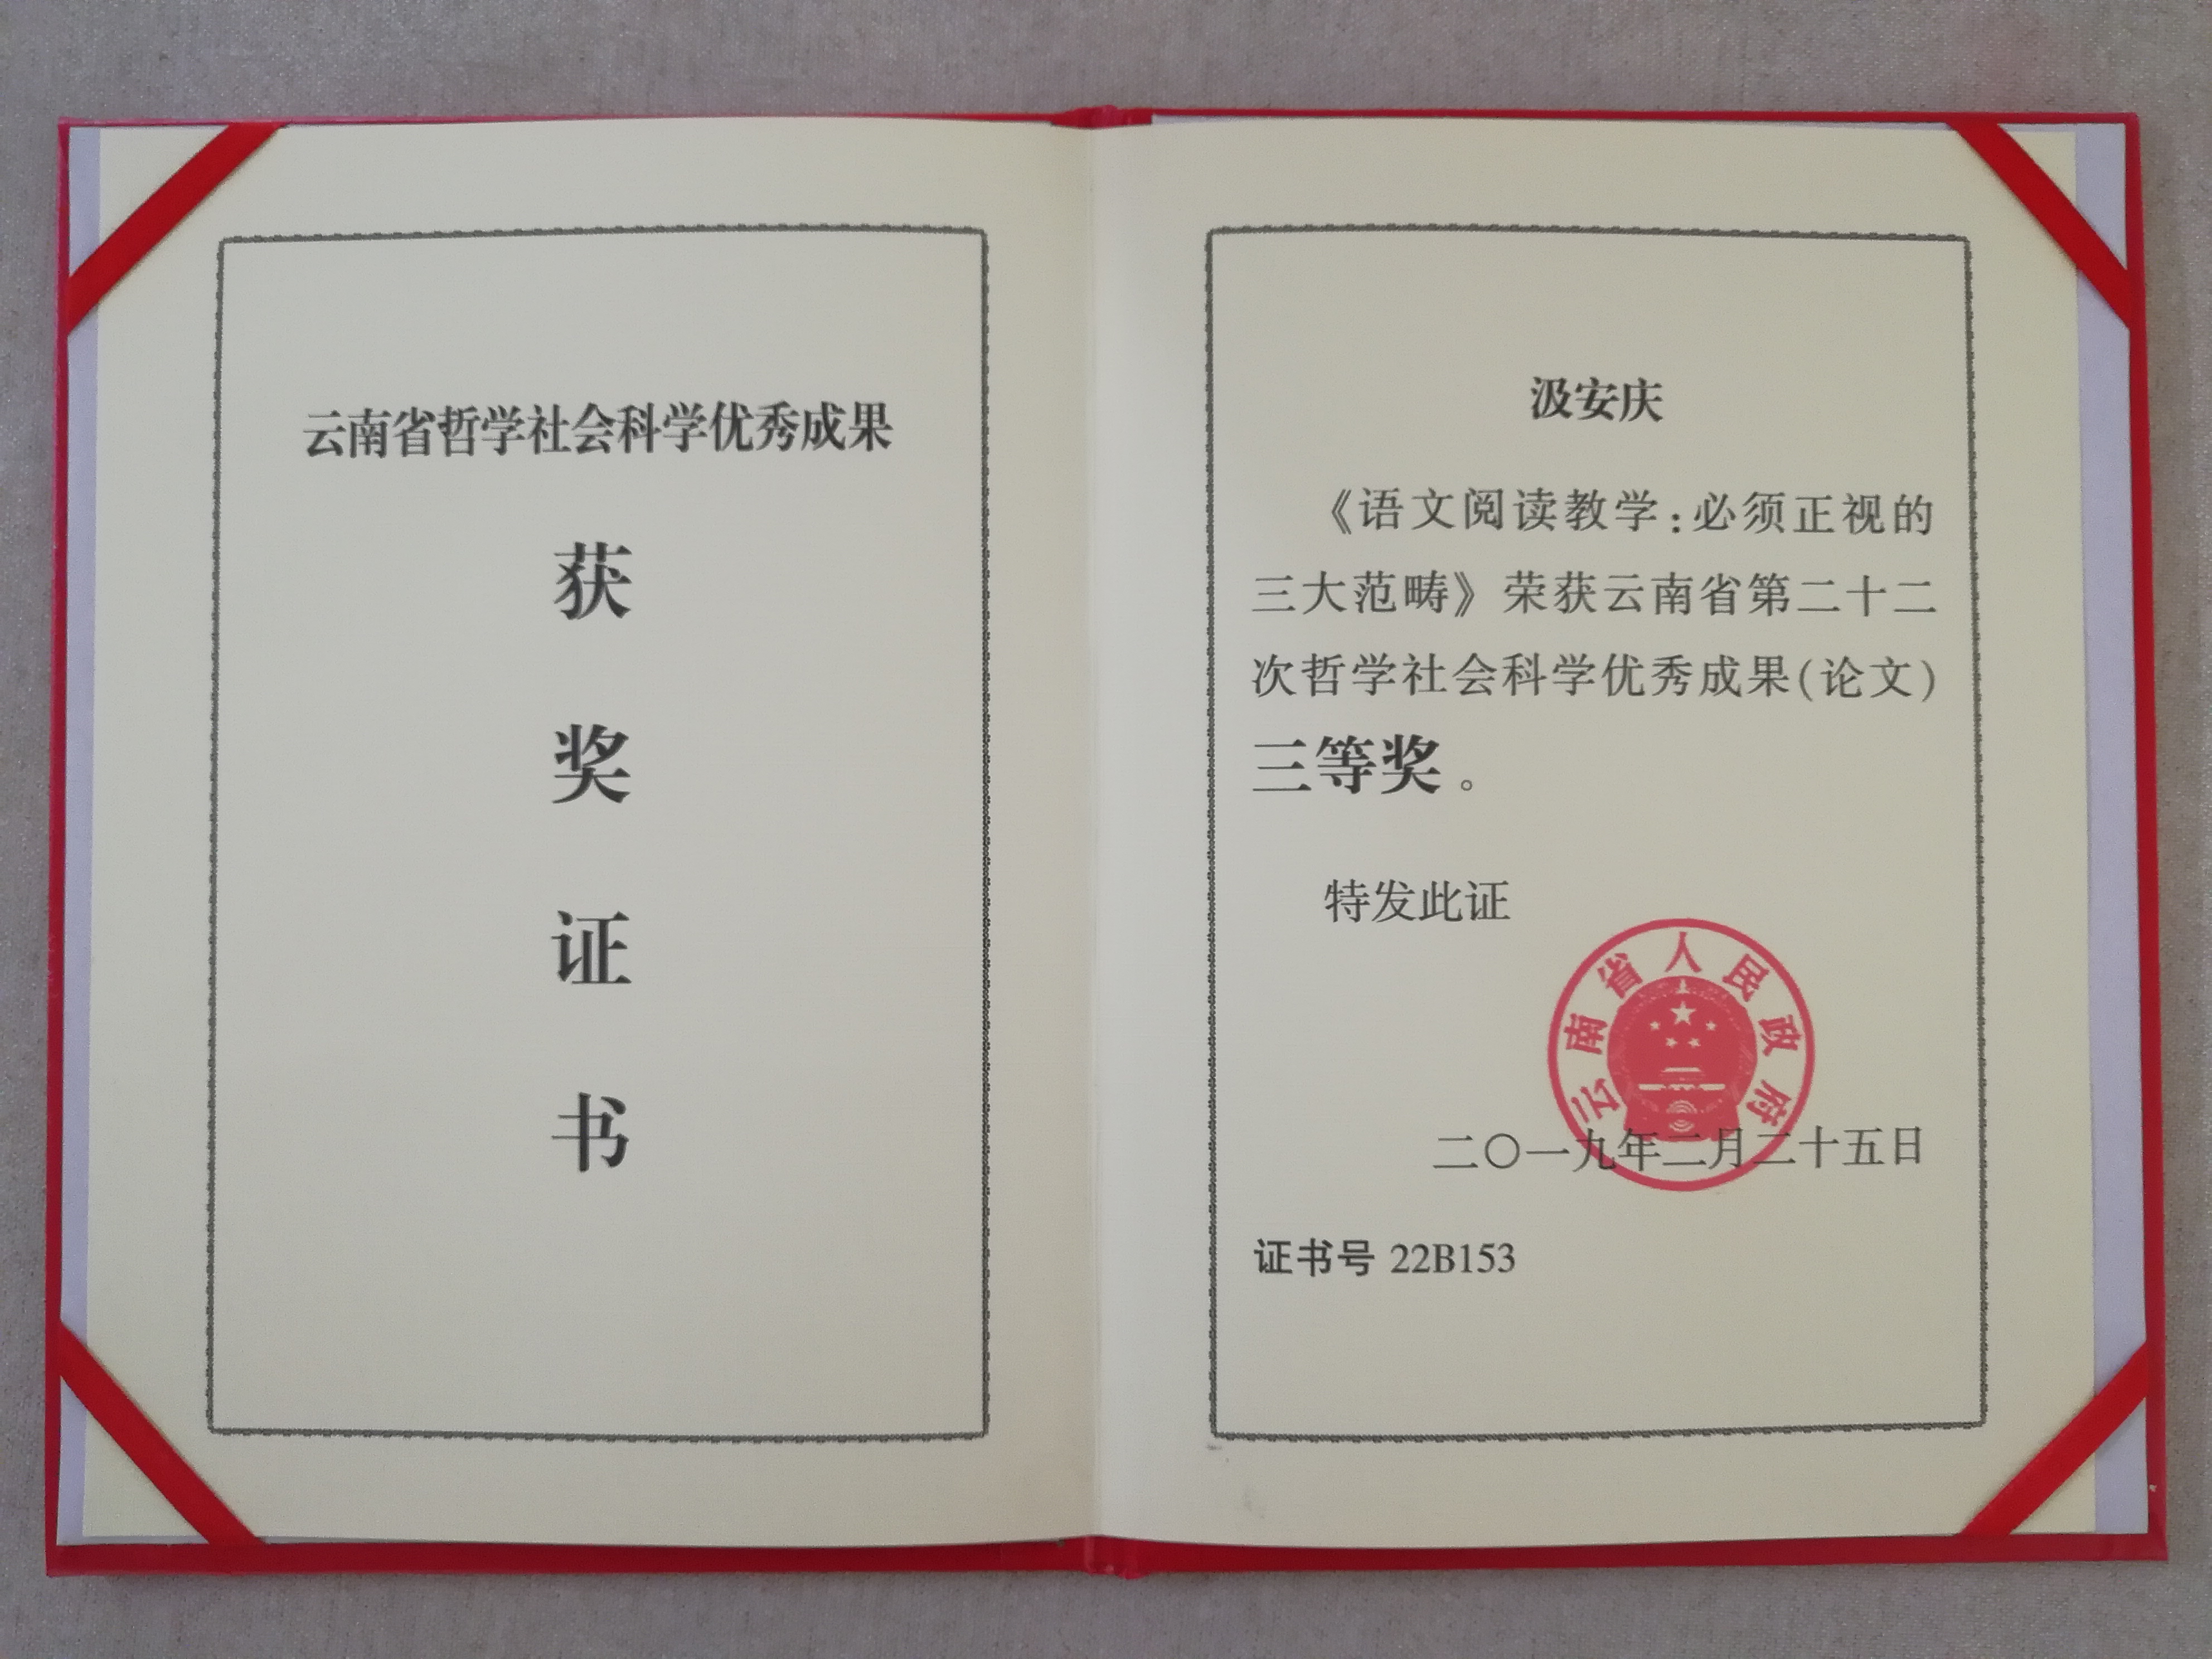 云南省哲学社会科学优秀成果
获
奖
证
书
汲安庆
《语文阅读教学:必须正视的
三大范畴》荣获云南省第二十二
次哲学社会科学优秀成果(论文)
三等奖。
特发此证
云南省人民政府
二〇一九年二月二十五日
证书号 22B153